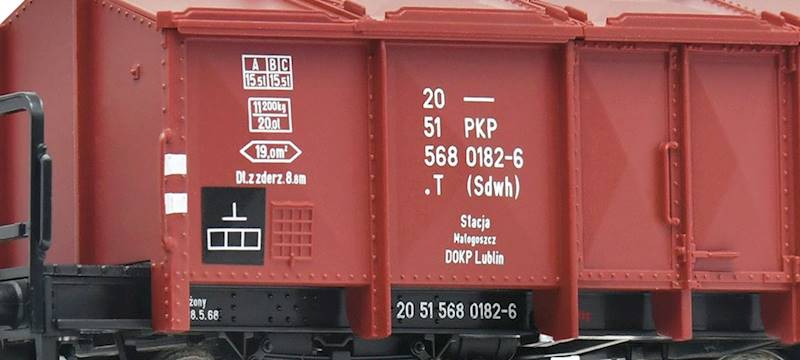 A B C
15,5t 15,5t
11 200kg
20,0t
19,0m²
Dł.z zderz. 8.8m
20 —
51 PKP
568 0182-6
.T (Sdwh)
Stacja
Małogoszcz
DOKP Lublin
żony
8.5.68
20 51 568 0182-6